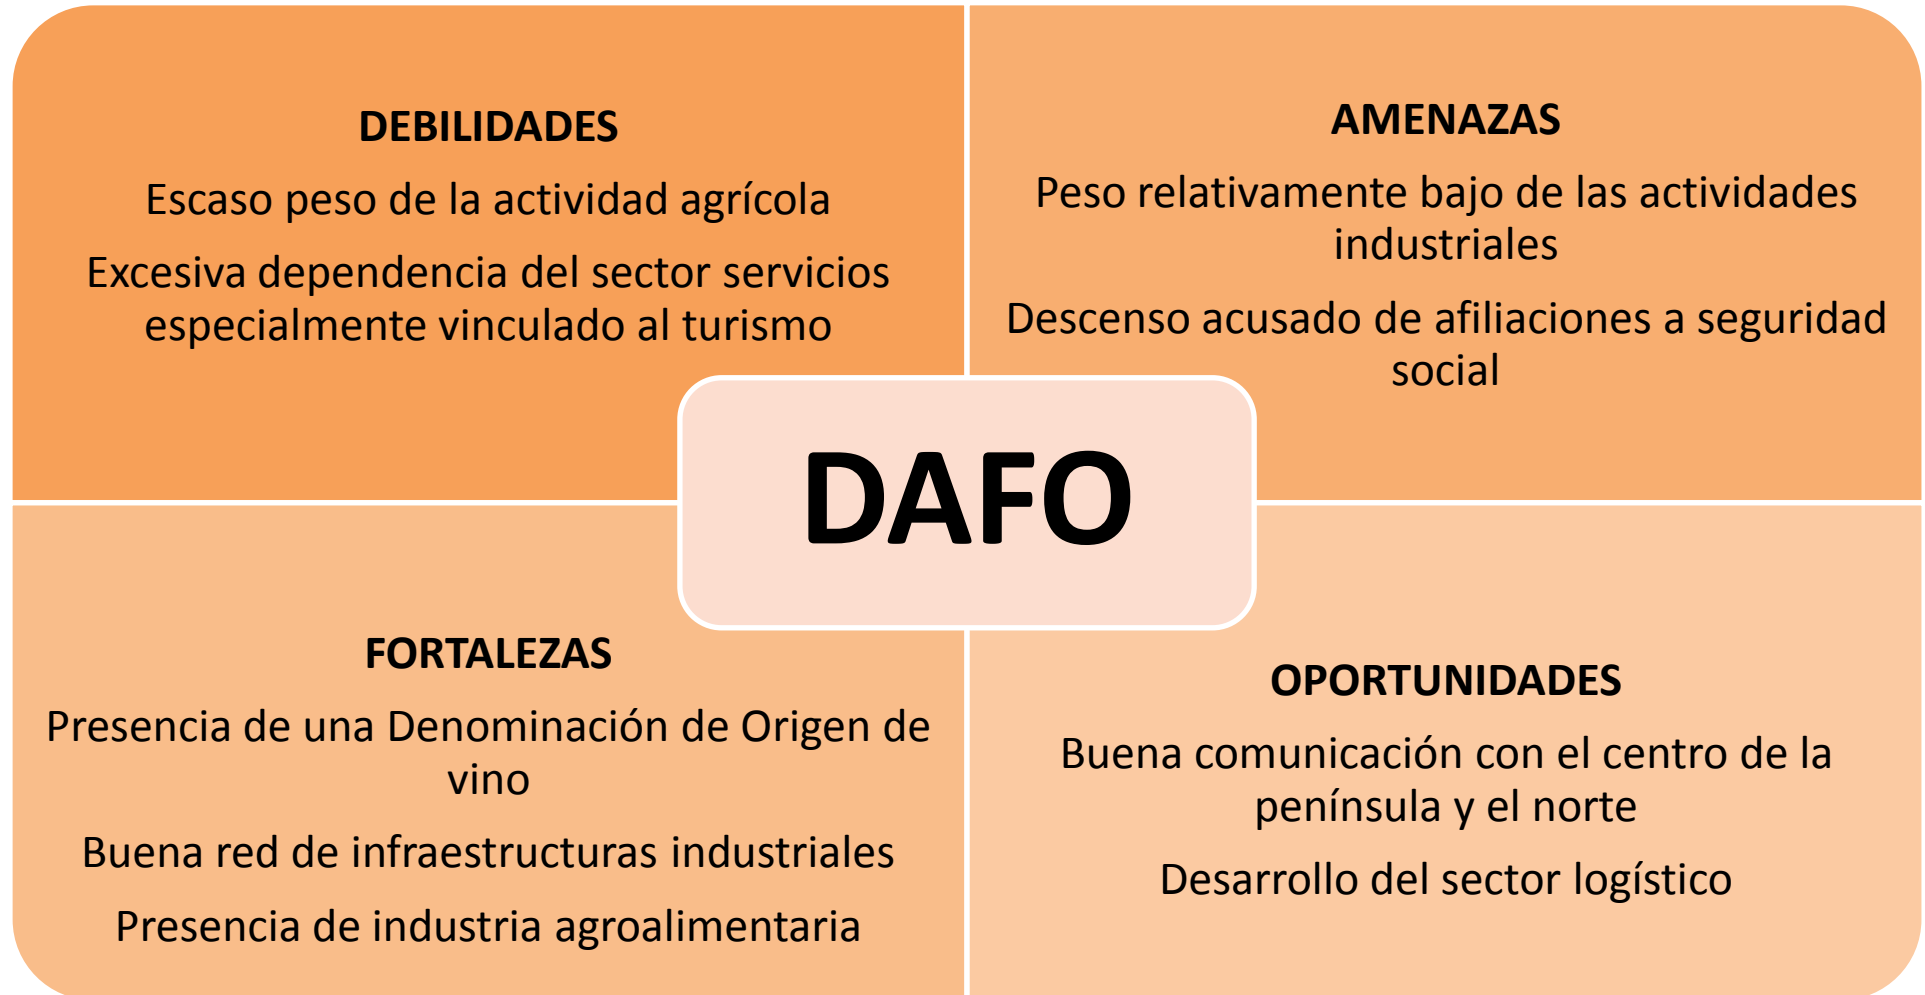 DEBILIDADES
Escaso peso de la actividad agrícola
Excesiva dependencia del sector servicios
especialmente vinculado al turismo
AMENAZAS
Peso relativamente bajo de las actividades
industriales
Descenso acusado de afiliaciones a seguridad
social
DAFO
FORTALEZAS
Presencia de una Denominación de Origen de
vino
Buena red de infraestructuras industriales
Presencia de industria agroalimentaria
OPORTUNIDADES
Buena comunicación con el centro de la
península y el norte
Desarrollo del sector logístico